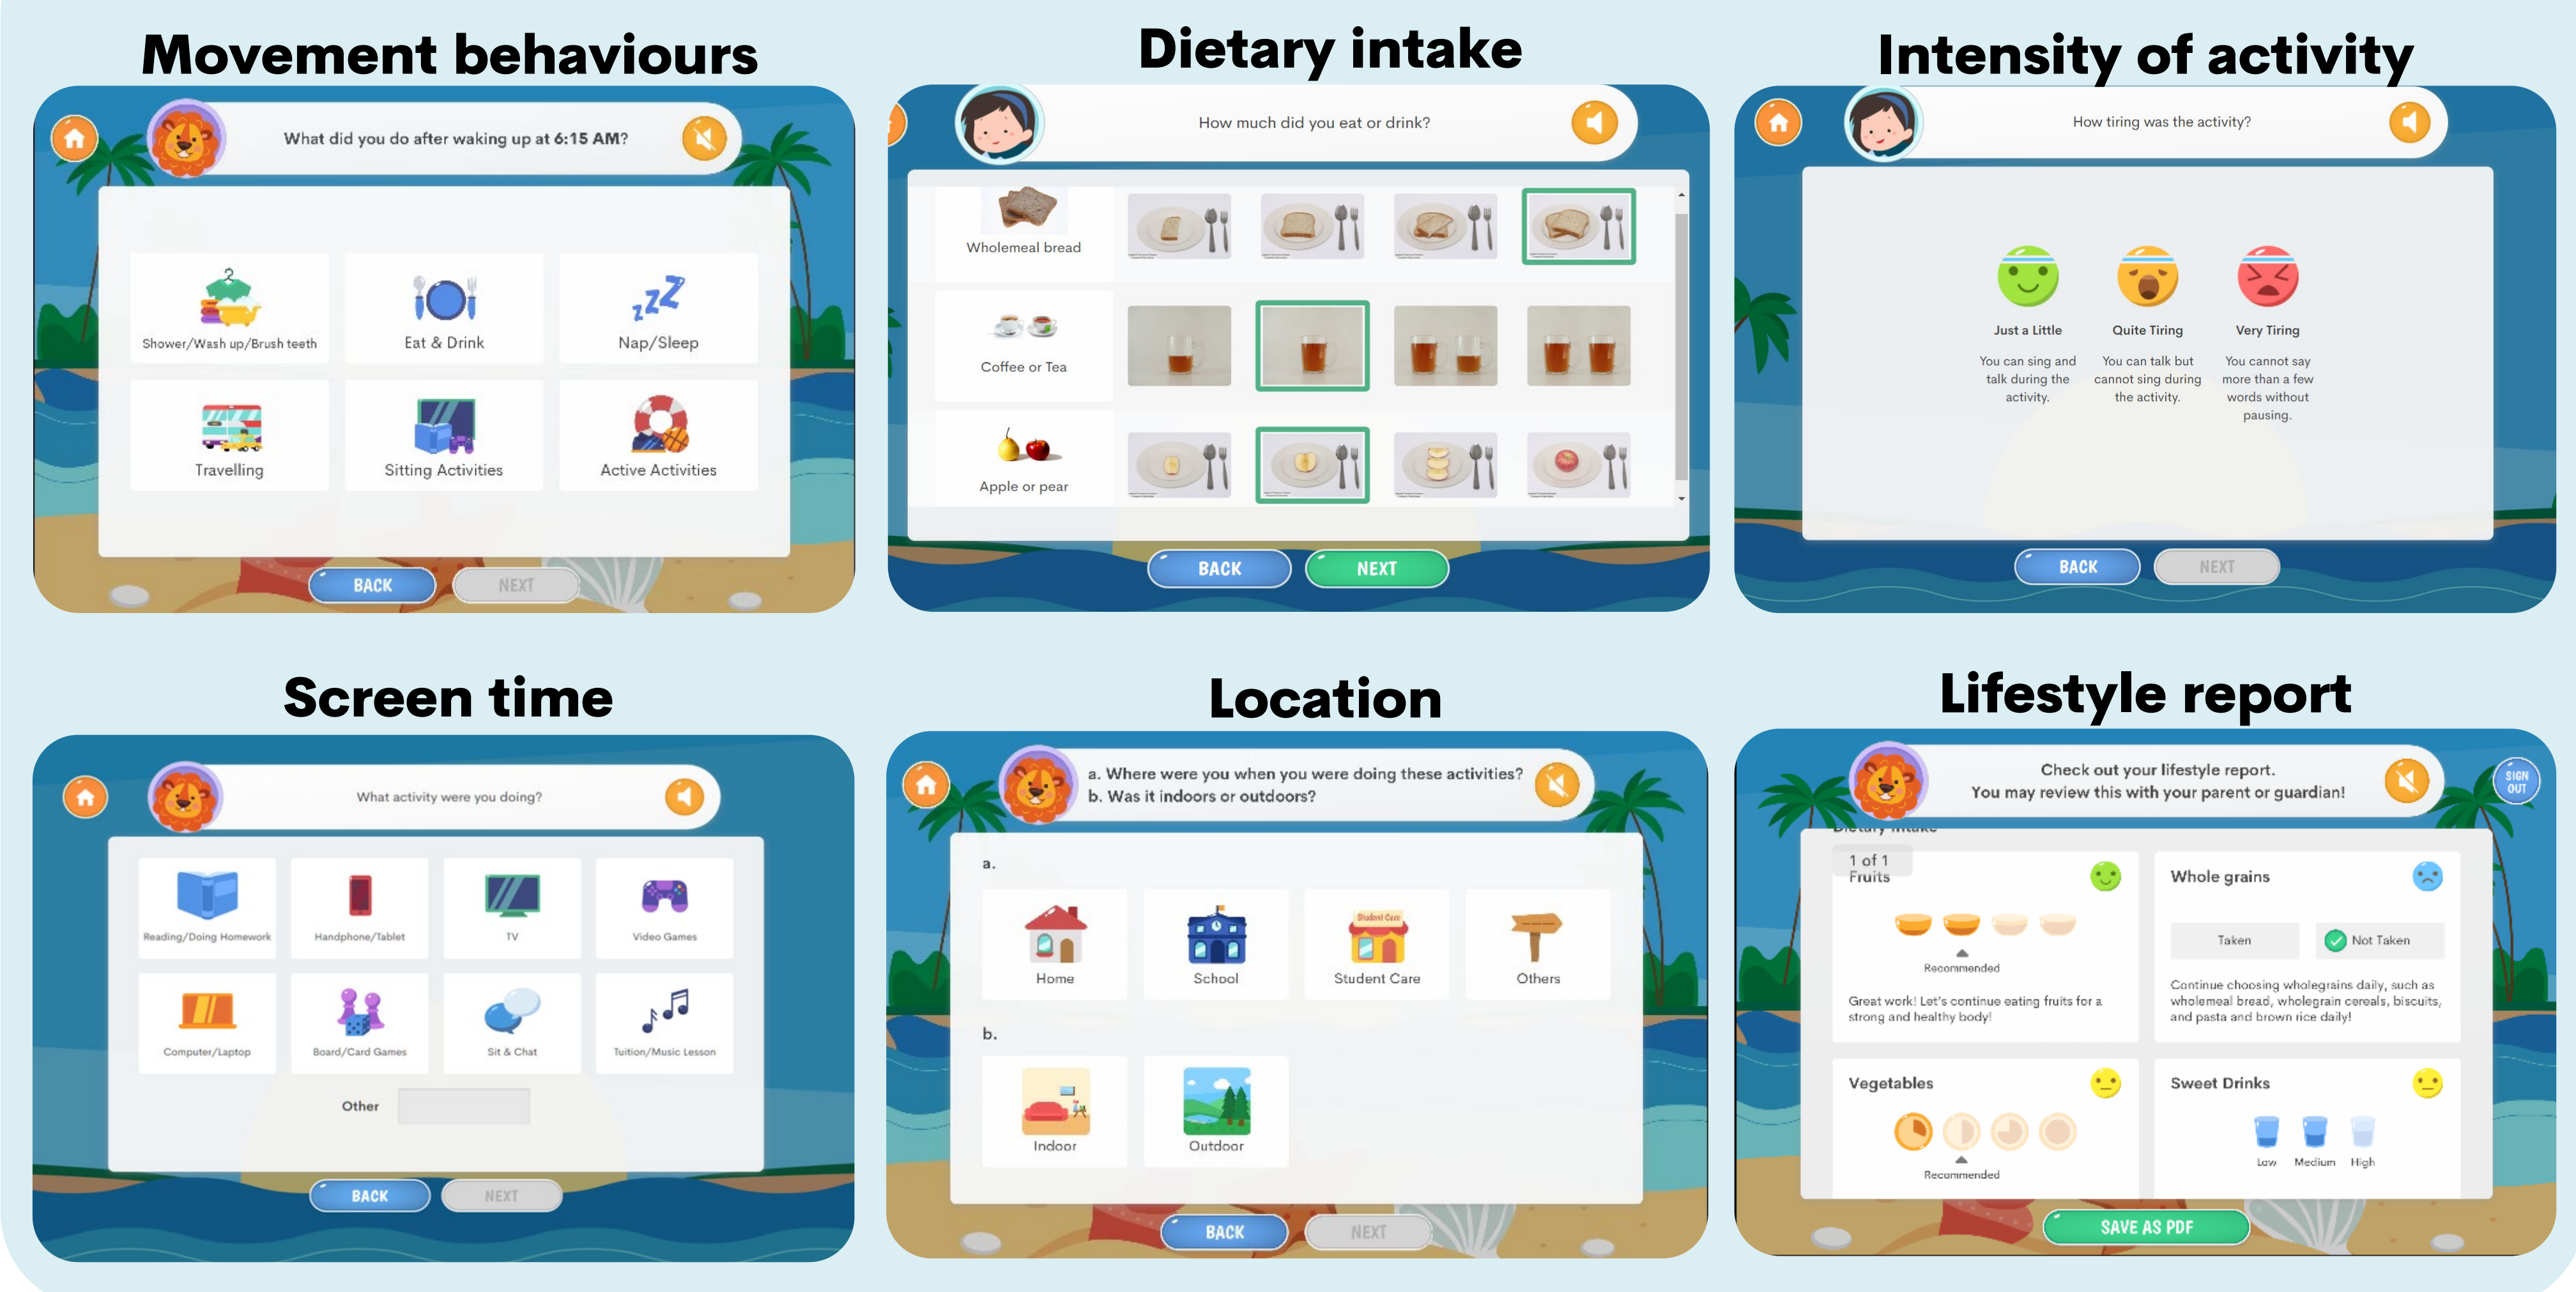 Movement behaviours
What did you do after waking up at 6:15 AM?
Shower/Wash up/Brush teeth
Eat & Drink
Nap/Sleep
Travelling
Sitting Activities
Active Activities
BACK
NEXT
Dietary intake
How much did you eat or drink?
Wholemeal bread
Coffee or Tea
Apple or pear
BACK
NEXT
Intensity of activity
How tiring was the activity?
Just a Little
You can sing and
talk during the
activity.
Quite Tiring
You can talk but
cannot sing during
the activity.
Very Tiring
You cannot say
more than a few
words without
pausing.
BACK
NEXT
Screen time
What activity were you doing?
Reading/Doing Homework
Handphone/Tablet
TV
Video Games
Computer/Laptop
Board/Card Games
Sit & Chat
Tuition/Music Lesson
Other
BACK
NEXT
Location
a. Where were you when you were doing these activities?
b. Was it indoors or outdoors?
a.
Home
School
Student Care
Student Care
Others
b.
Indoor
Outdoor
BACK
NEXT
Lifestyle report
Check out your lifestyle report.
You may review this with your parent or guardian!
SIGN
OUT
Dietary intake
1 of 1
Fruits
Recommended
Great work! Let's continue eating fruits for a
strong and healthy body!
Whole grains
Taken
Not Taken
Continue choosing wholegrains daily, such as
wholemeal bread, wholegrain cereals, biscuits,
and pasta and brown rice daily!
Vegetables
Recommended
Sweet Drinks
Low
Medium
High
SAVE AS PDF